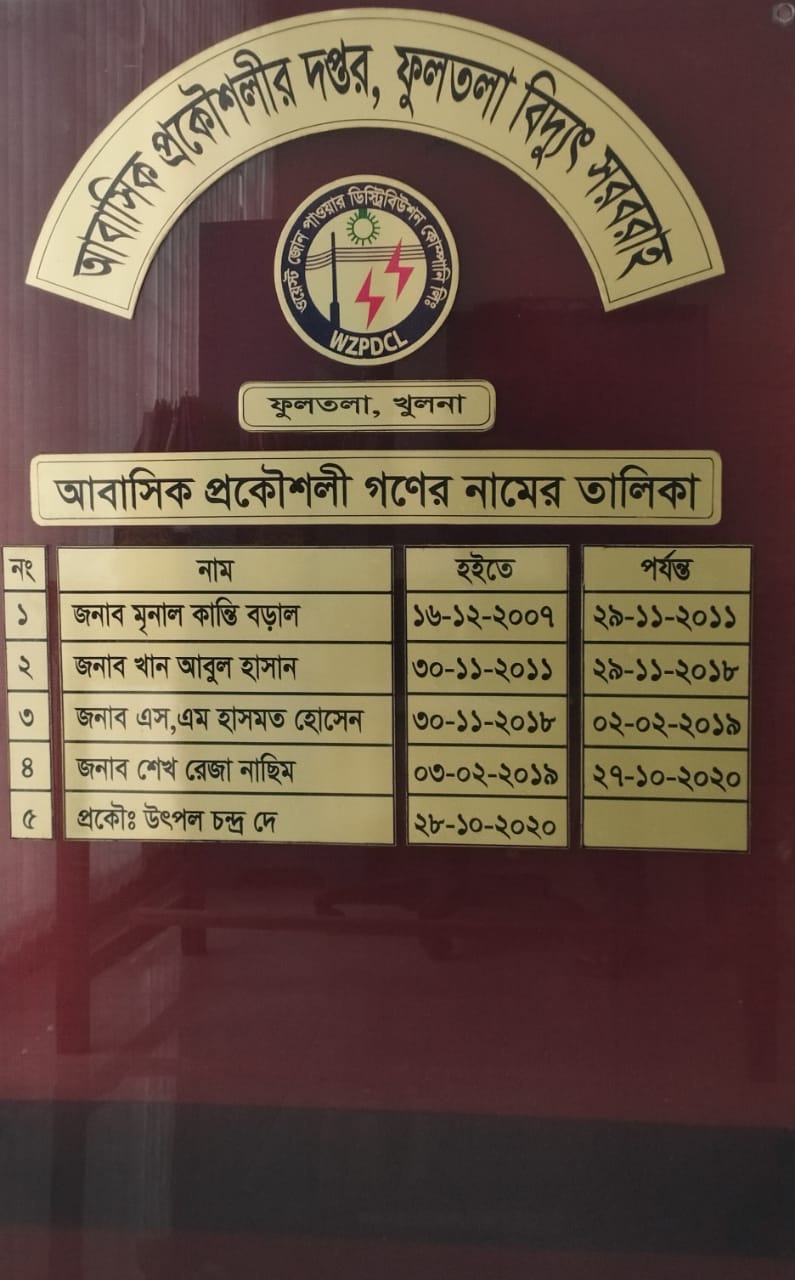 আবাসিক প্রকৌশলীর দপ্তর, ফুলতলা বিদ্যুৎ সরবরাহ
ওয়েস্ট জোন পাওয়ার ডিস্ট্রিবিউশন কোম্পানি লিঃ
WZPDCL
ফুলতলা, খুলনা
আবাসিক প্রকৌশলী গণের নামের তালিকা
নং নাম হইতে পর্যন্ত
১ জনাব মৃনাল কান্তি বড়াল ১৬-১২-২০০৭ ২৯-১১-২০১১
২ জনাব খান আবুল হাসান ৩০-১১-২০১১ ২৯-১১-২০১৮
৩ জনাব এস,এম হাসমত হোসেন ৩০-১১-২০১৮ ০২-০২-২০১৯
৪ জনাব শেখ রেজা নাছিম ০৩-০২-২০১৯ ২৭-১০-২০২০
৫ প্রকৌঃ উৎপল চন্দ্র দে ২৮-১০-২০২০